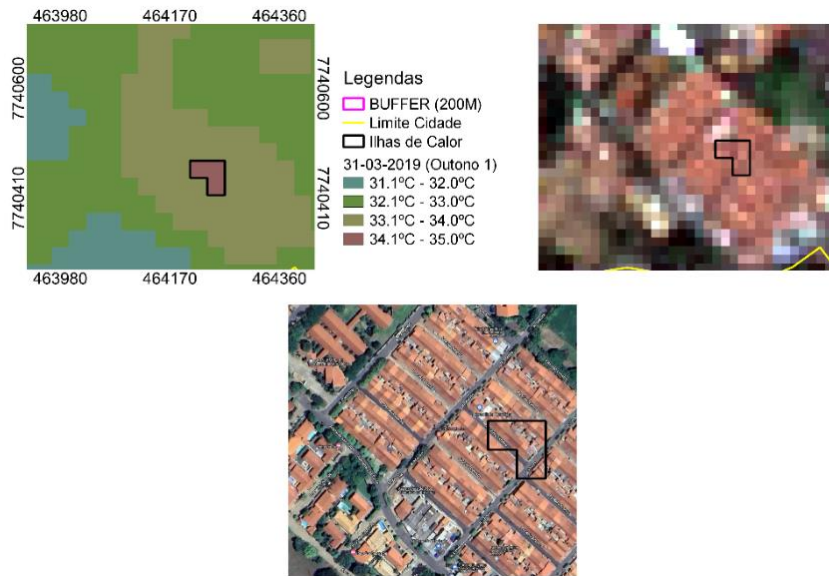 463980 464170 464360
7740600
7740410
7740600
7740410
463980 464170 464360
Legendas
BUFFER (200M)
Limite Cidade
Ilhas de Calor
31-03-2019 (Outono 1)
31.1ºC - 32.0ºC
32.1ºC - 33.0ºC
33.1ºC - 34.0ºC
34.1ºC - 35.0ºC